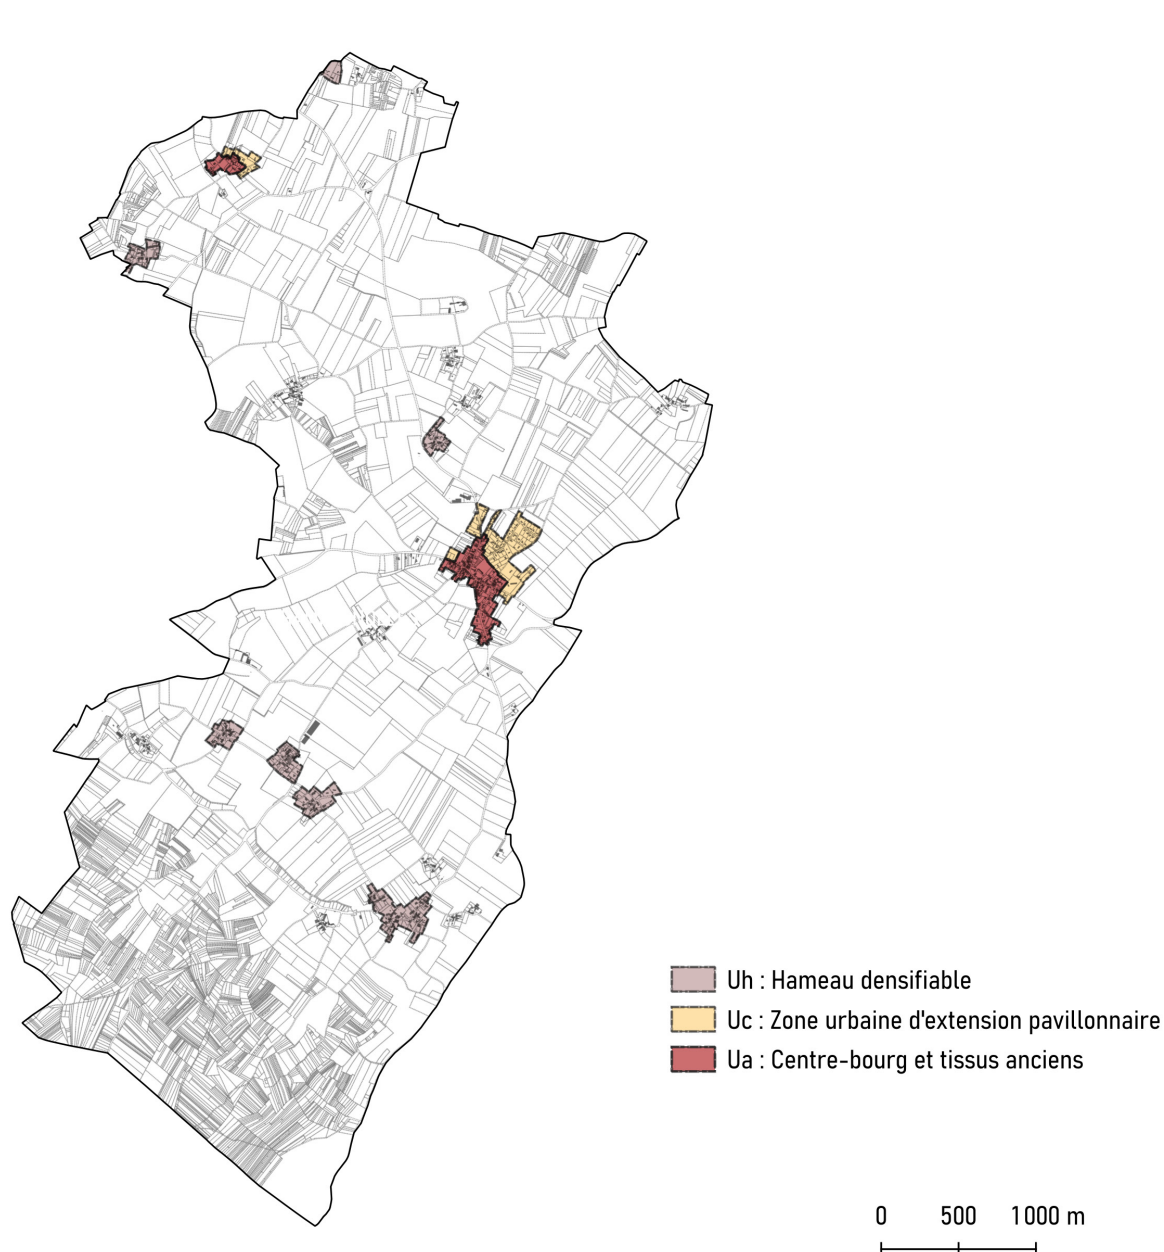 Uh : Hameau densifiable
Uc : Zone urbaine d'extension pavillonnaire
Ua : Centre-bourg et tissus anciens
0 500 1000 m